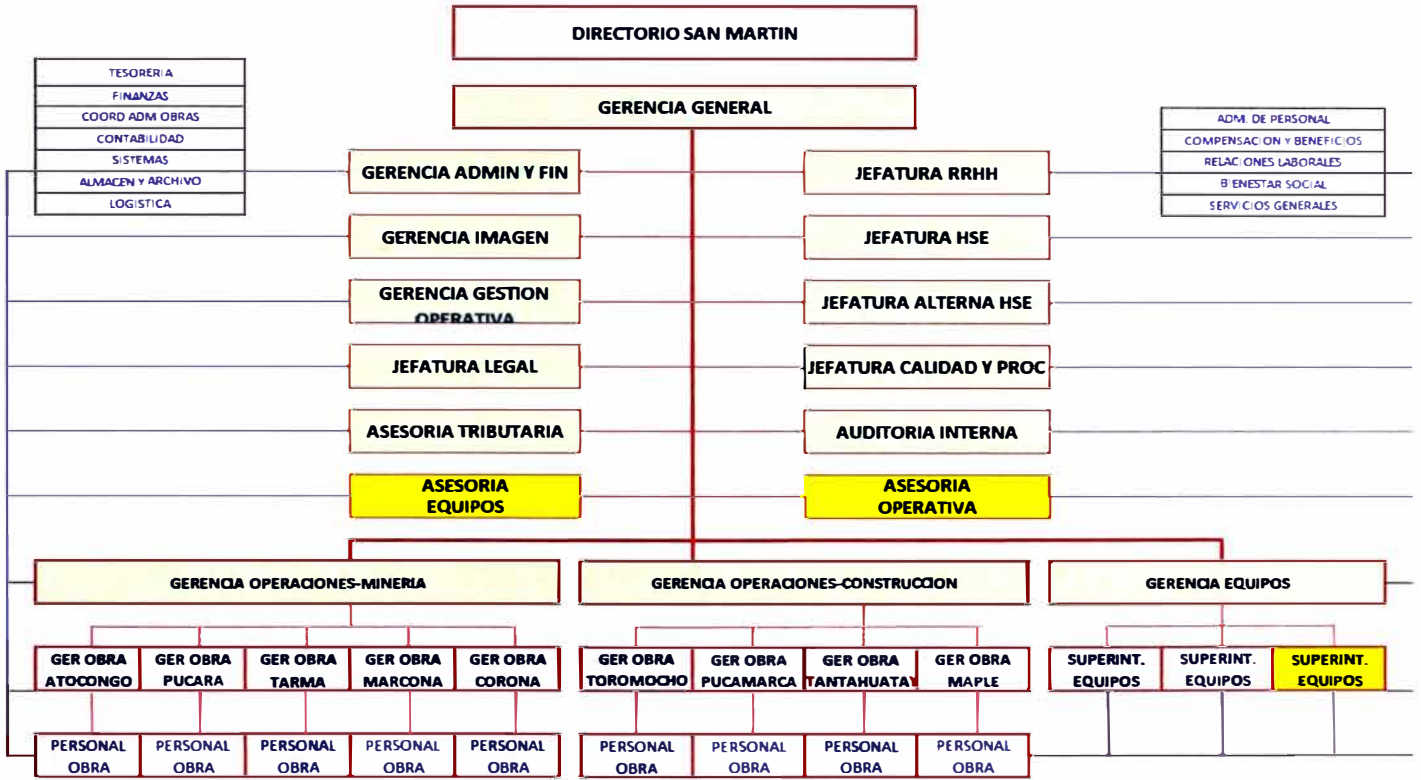 DIRECTORIO SAN MARTIN
GERENCIA GENERAL
TESORERIA
FINANZAS
COORD ADM OBRAS
CONTABILIDAD
SISTEMAS
ALMACEN Y ARCHIVO
LOGISTICA
ADM. DE PERSONAL
COMPENSACION Y BENEFICIOS
RELACIONES LABORALES
BIENESTAR SOCIAL
SERVICIOS GENERALES
GERENCIA ADMIN Y FIN
JEFATURA RRHH
GERENCIA IMAGEN
JEFATURA HSE
GERENCIA GESTION
OPERATIVA
JEFATURA ALTERNA HSE
JEFATURA LEGAL
JEFATURA CALIDAD Y PROC
ASESORIA TRIBUTARIA
AUDITORIA INTERNA
ASESORIA
EQUIPOS
ASESORIA
OPERATIVA
GERENCIA OPERACIONES-MINERIA
GERENCIA OPERACIONES-CONSTRUCCION
GERENCIA EQUIPOS
GER OBRA
ATOCONGO
GER OBRA
PUCARA
GER OBRA
TARMA
GER OBRA
MARCONA
GER OBRA
CORONA
GER OBRA
TOROMOCHO
GER OBRA
PUCAMARCA
GER OBRA
TANTAHUATAY
GER OBRA
MAPLE
SUPERINT.
EQUIPOS
SUPERINT.
EQUIPOS
SUPERINT.
EQUIPOS
PERSONAL
OBRA
PERSONAL
OBRA
PERSONAL
OBRA
PERSONAL
OBRA
PERSONAL
OBRA
PERSONAL
OBRA
PERSONAL
OBRA
PERSONAL
OBRA
PERSONAL
OBRA